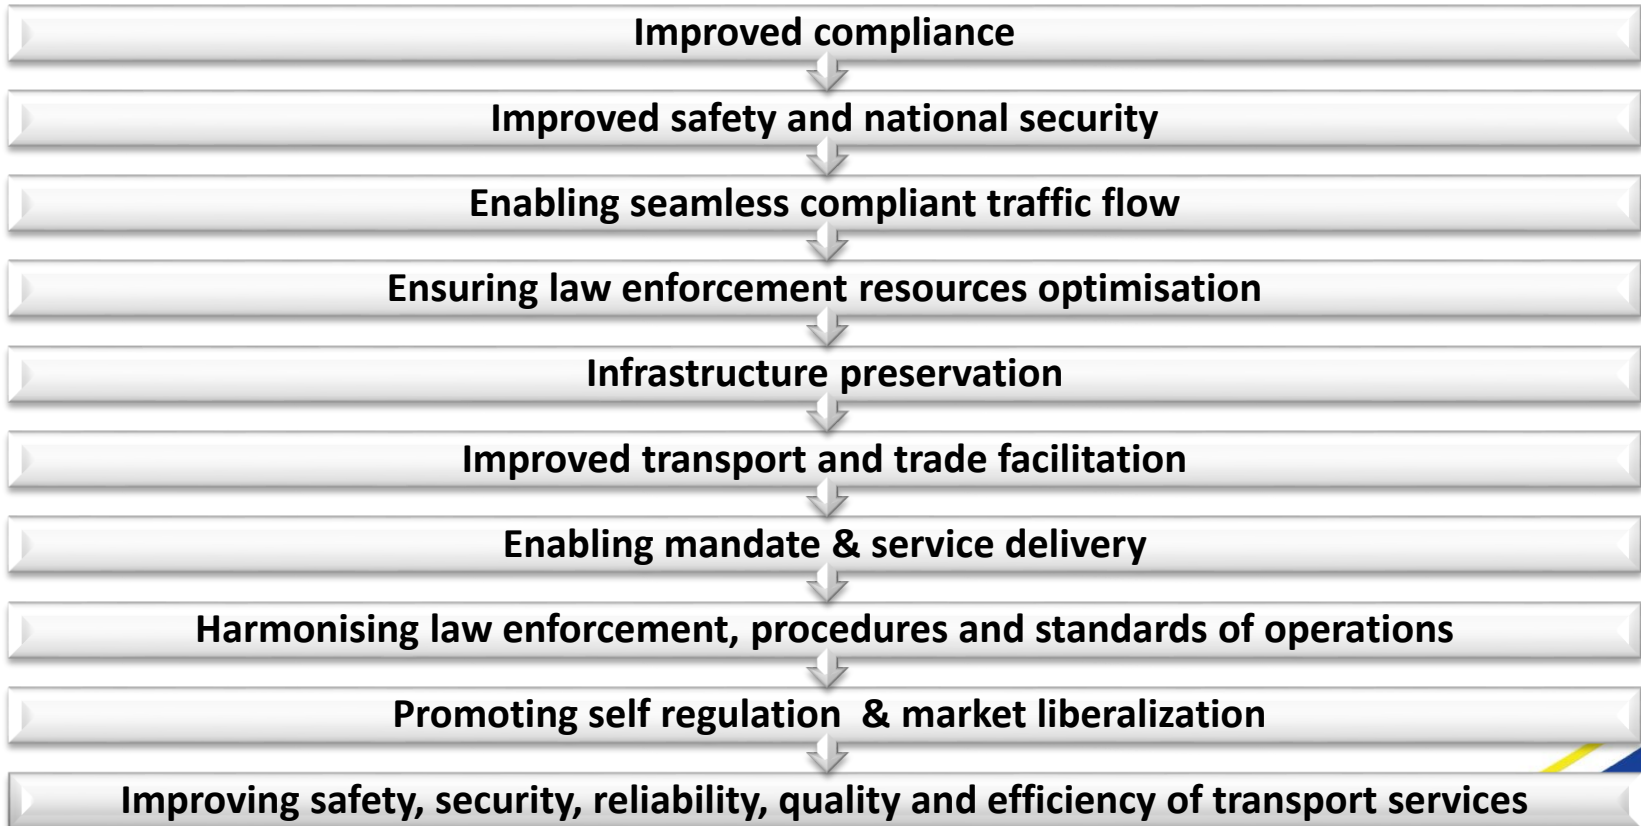 Improved compliance
Improved safety and national security
Enabling seamless compliant traffic flow
Ensuring law enforcement resources optimisation
Infrastructure preservation
Improved transport and trade facilitation
Enabling mandate & service delivery
Harmonising law enforcement, procedures and standards of operations
Promoting self regulation  & market liberalization
Improving safety, security, reliability, quality and efficiency of transport services